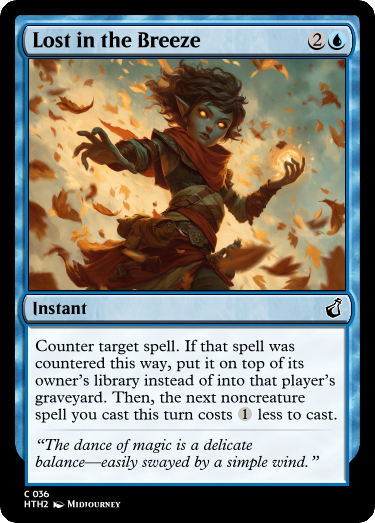 Lost in the Breeze 2
Instant
Counter target spell. If that spell was
countered this way, put it on top of its
owner's library instead of into that player's
graveyard. Then, the next noncreature
spell you cast this turn costs 1 less to cast.
“The dance of magic is a delicate
balance—easily swayed by a simple wind.”
C 036
HTH2 Midjourney